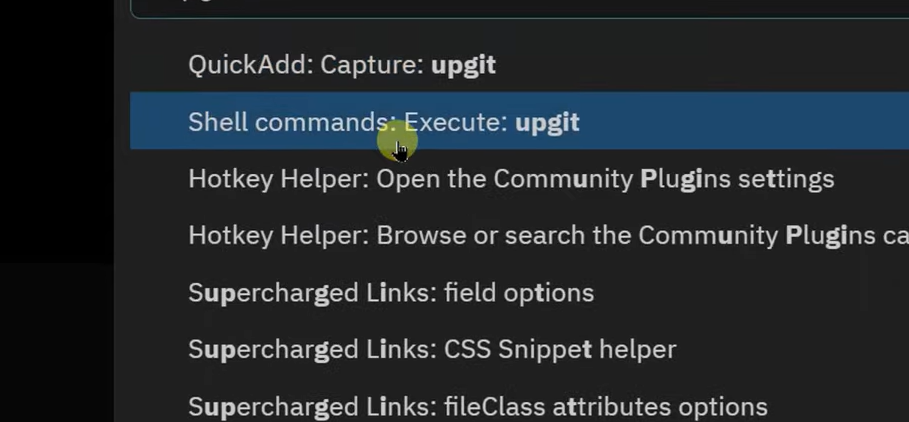 QuickAdd: Capture: upgit
Shell commands: Execute: upgit
Hotkey Helper: Open the Community Plugins settings
Hotkey Helper: Browse or search the Community Plugins ca
Supercharged Links: field options
Supercharged Links: CSS Snippet helper
Supercharged Links: fileClass attributes options